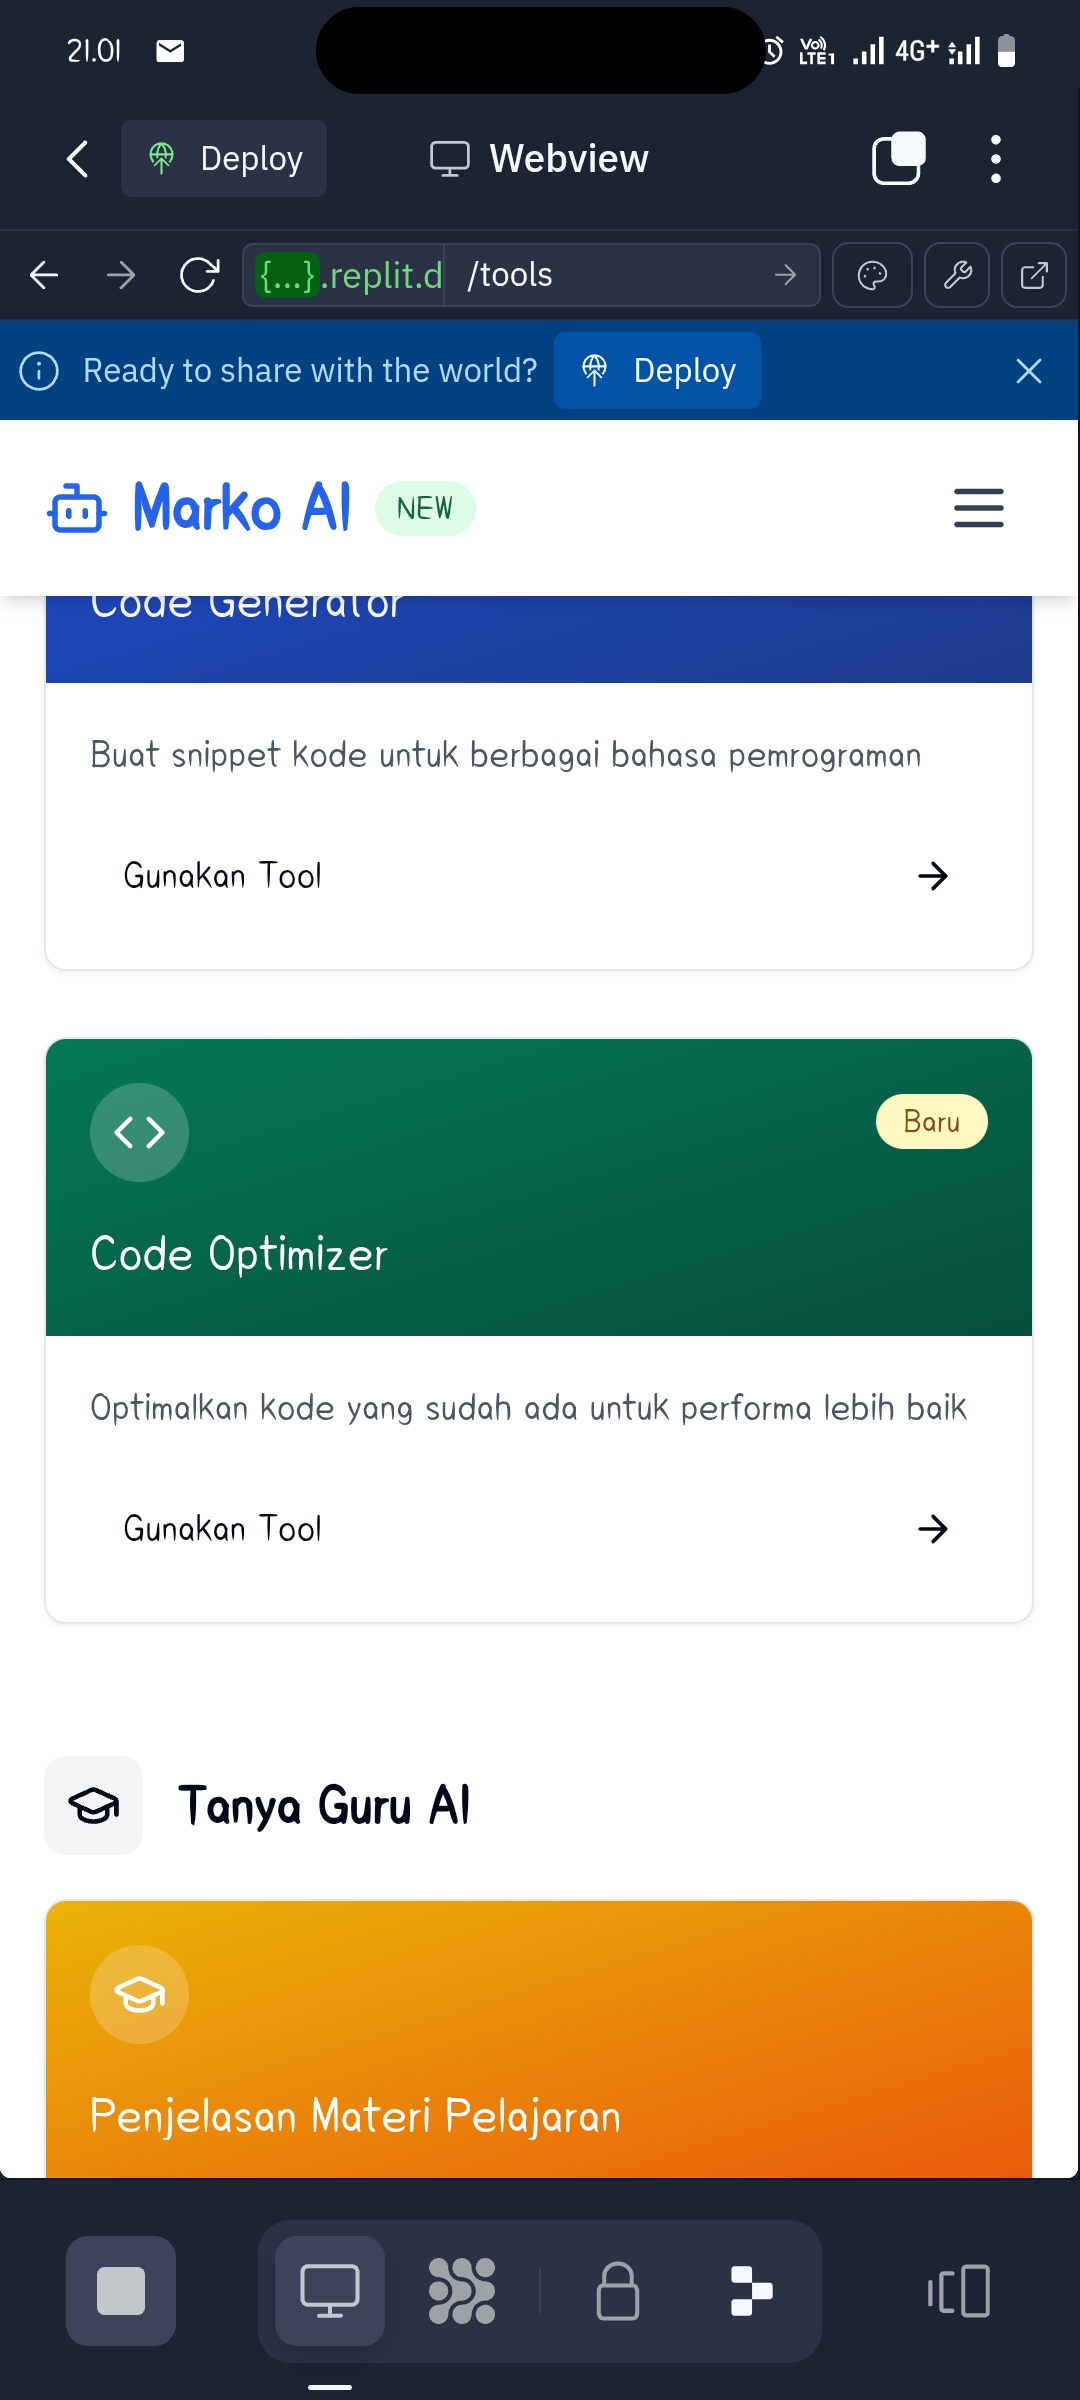 21.01
Vo)) LTE1
4G+
Deploy
Webview
{...}.replit.d
/tools
Ready to share with the world?
Deploy
Marko AI
NEW
Code Generator
Buat snippet kode untuk berbagai bahasa pemrograman
Gunakan Tool
Baru
Code Optimizer
Optimalkan kode yang sudah ada untuk performa lebih baik
Gunakan Tool
Tanya Guru AI
Penjelasan Materi Pelajaran